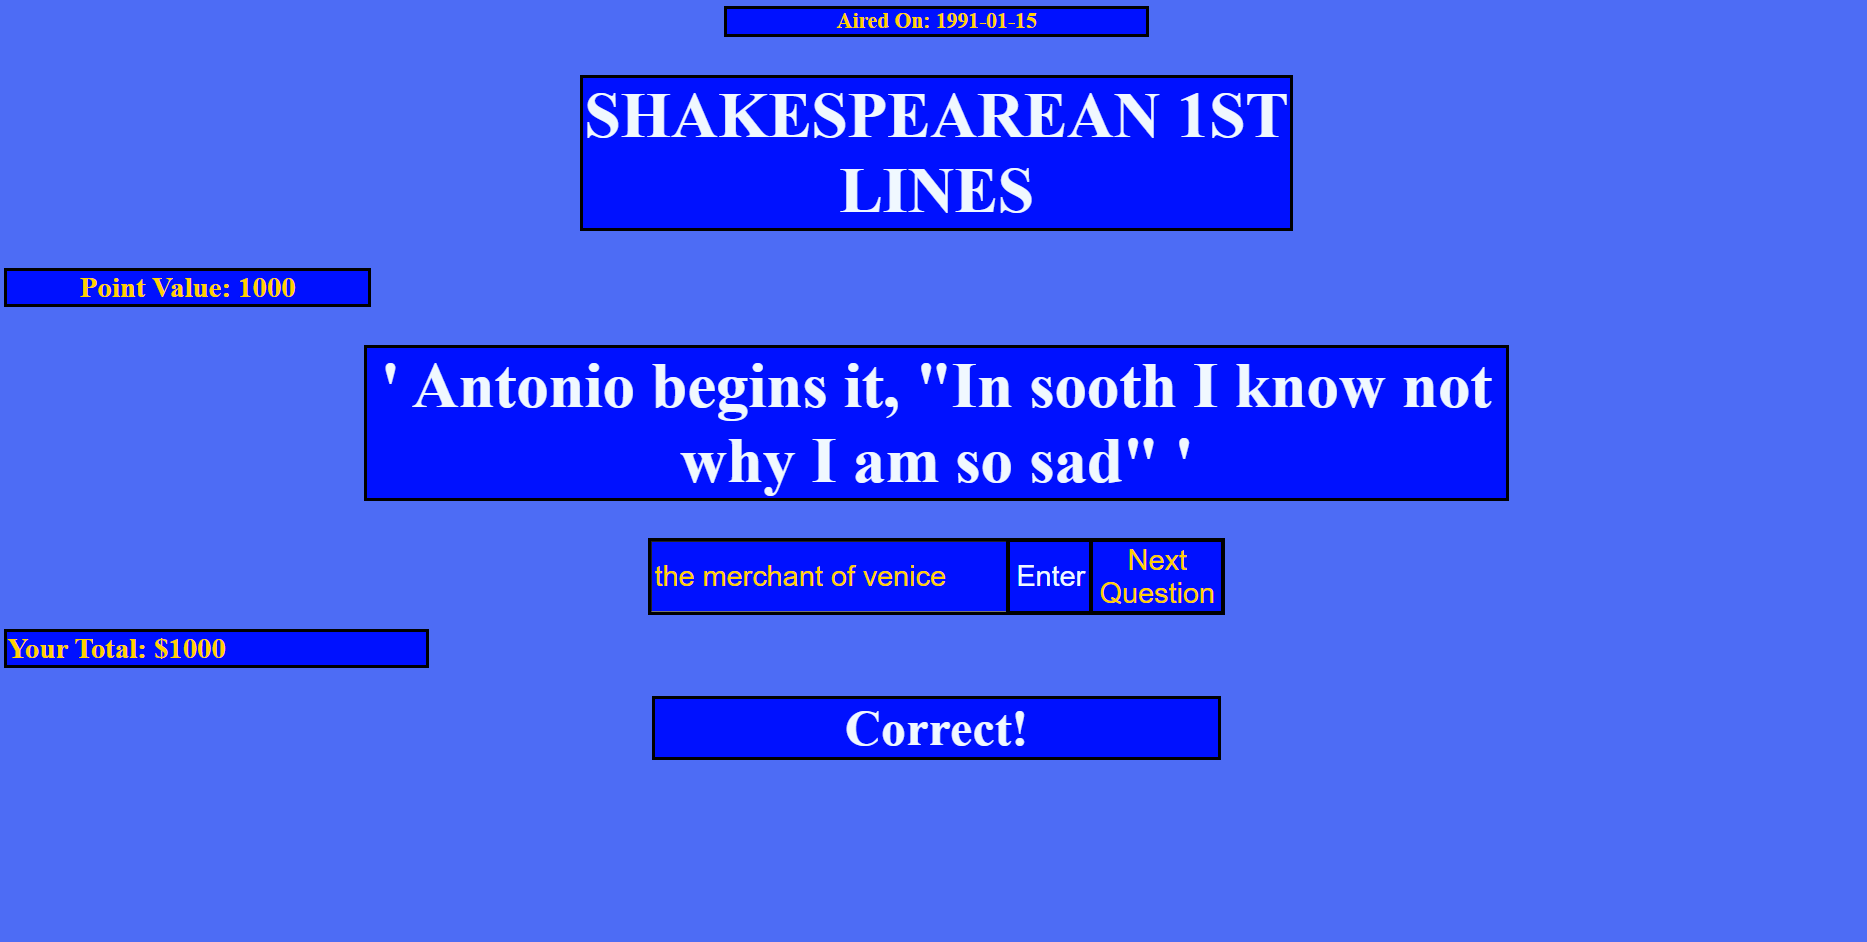 Aired On: 1991-01-15
SHAKESPEAREAN 1ST
LINES
Point Value: 1000
' Antonio begins it, "In sooth I know not
why I am so sad" '
the merchant of venice
Enter
Next
Question
Your Total: $1000
Correct!